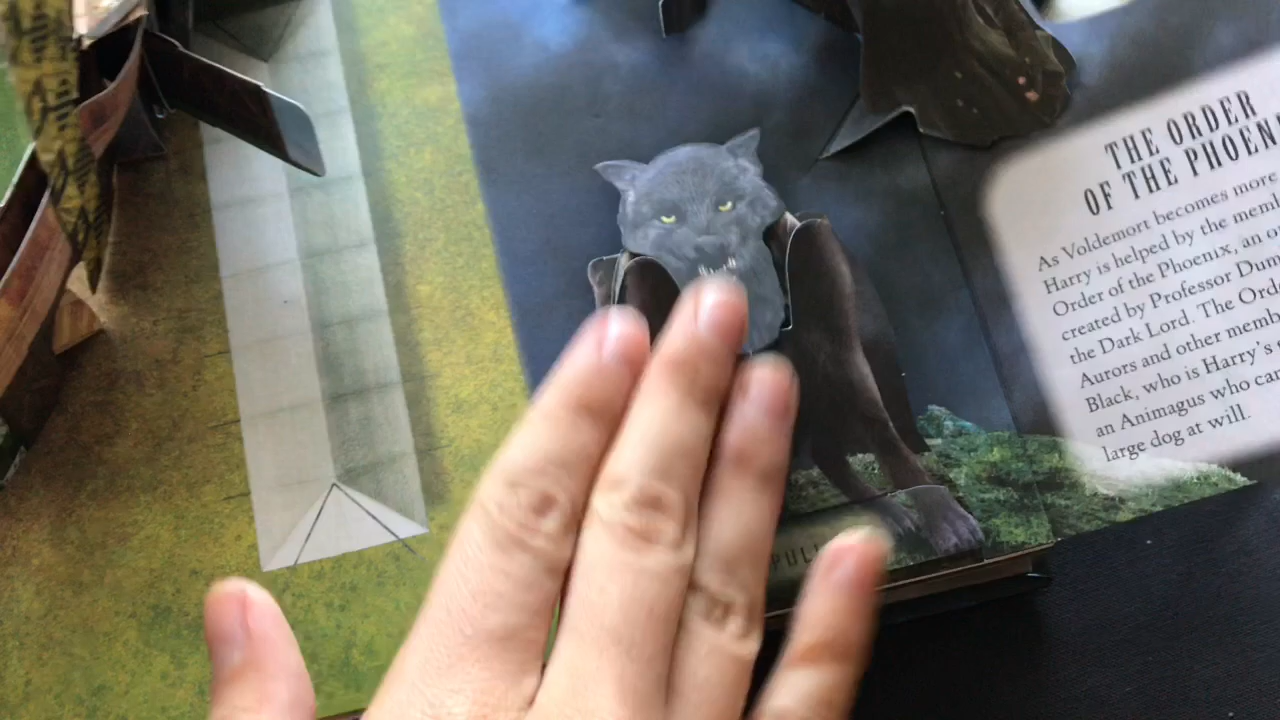 THE ORDER
OF THE PHOEN
As Voldemort becomes more
Harry is helped by the memb
Order of the Phoenix, an o
created by Professor Dum
the Dark Lord. The Orde
Aurors and other memb
Black, who is Harry's g
an Animagus who can
large dog at will.
PULL